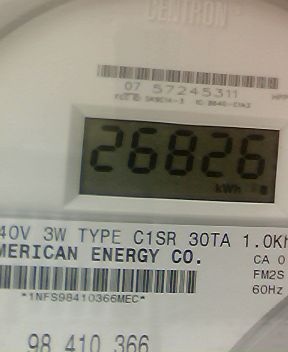 CENTRON
07 57245311
26826
kWh
40V 3W TYPE C1SR 30TA 1.0Kh
MERICAN ENERGY CO.
CA 0
FM2S
60Hz
*1NFS98410366MEC*
98 410 366